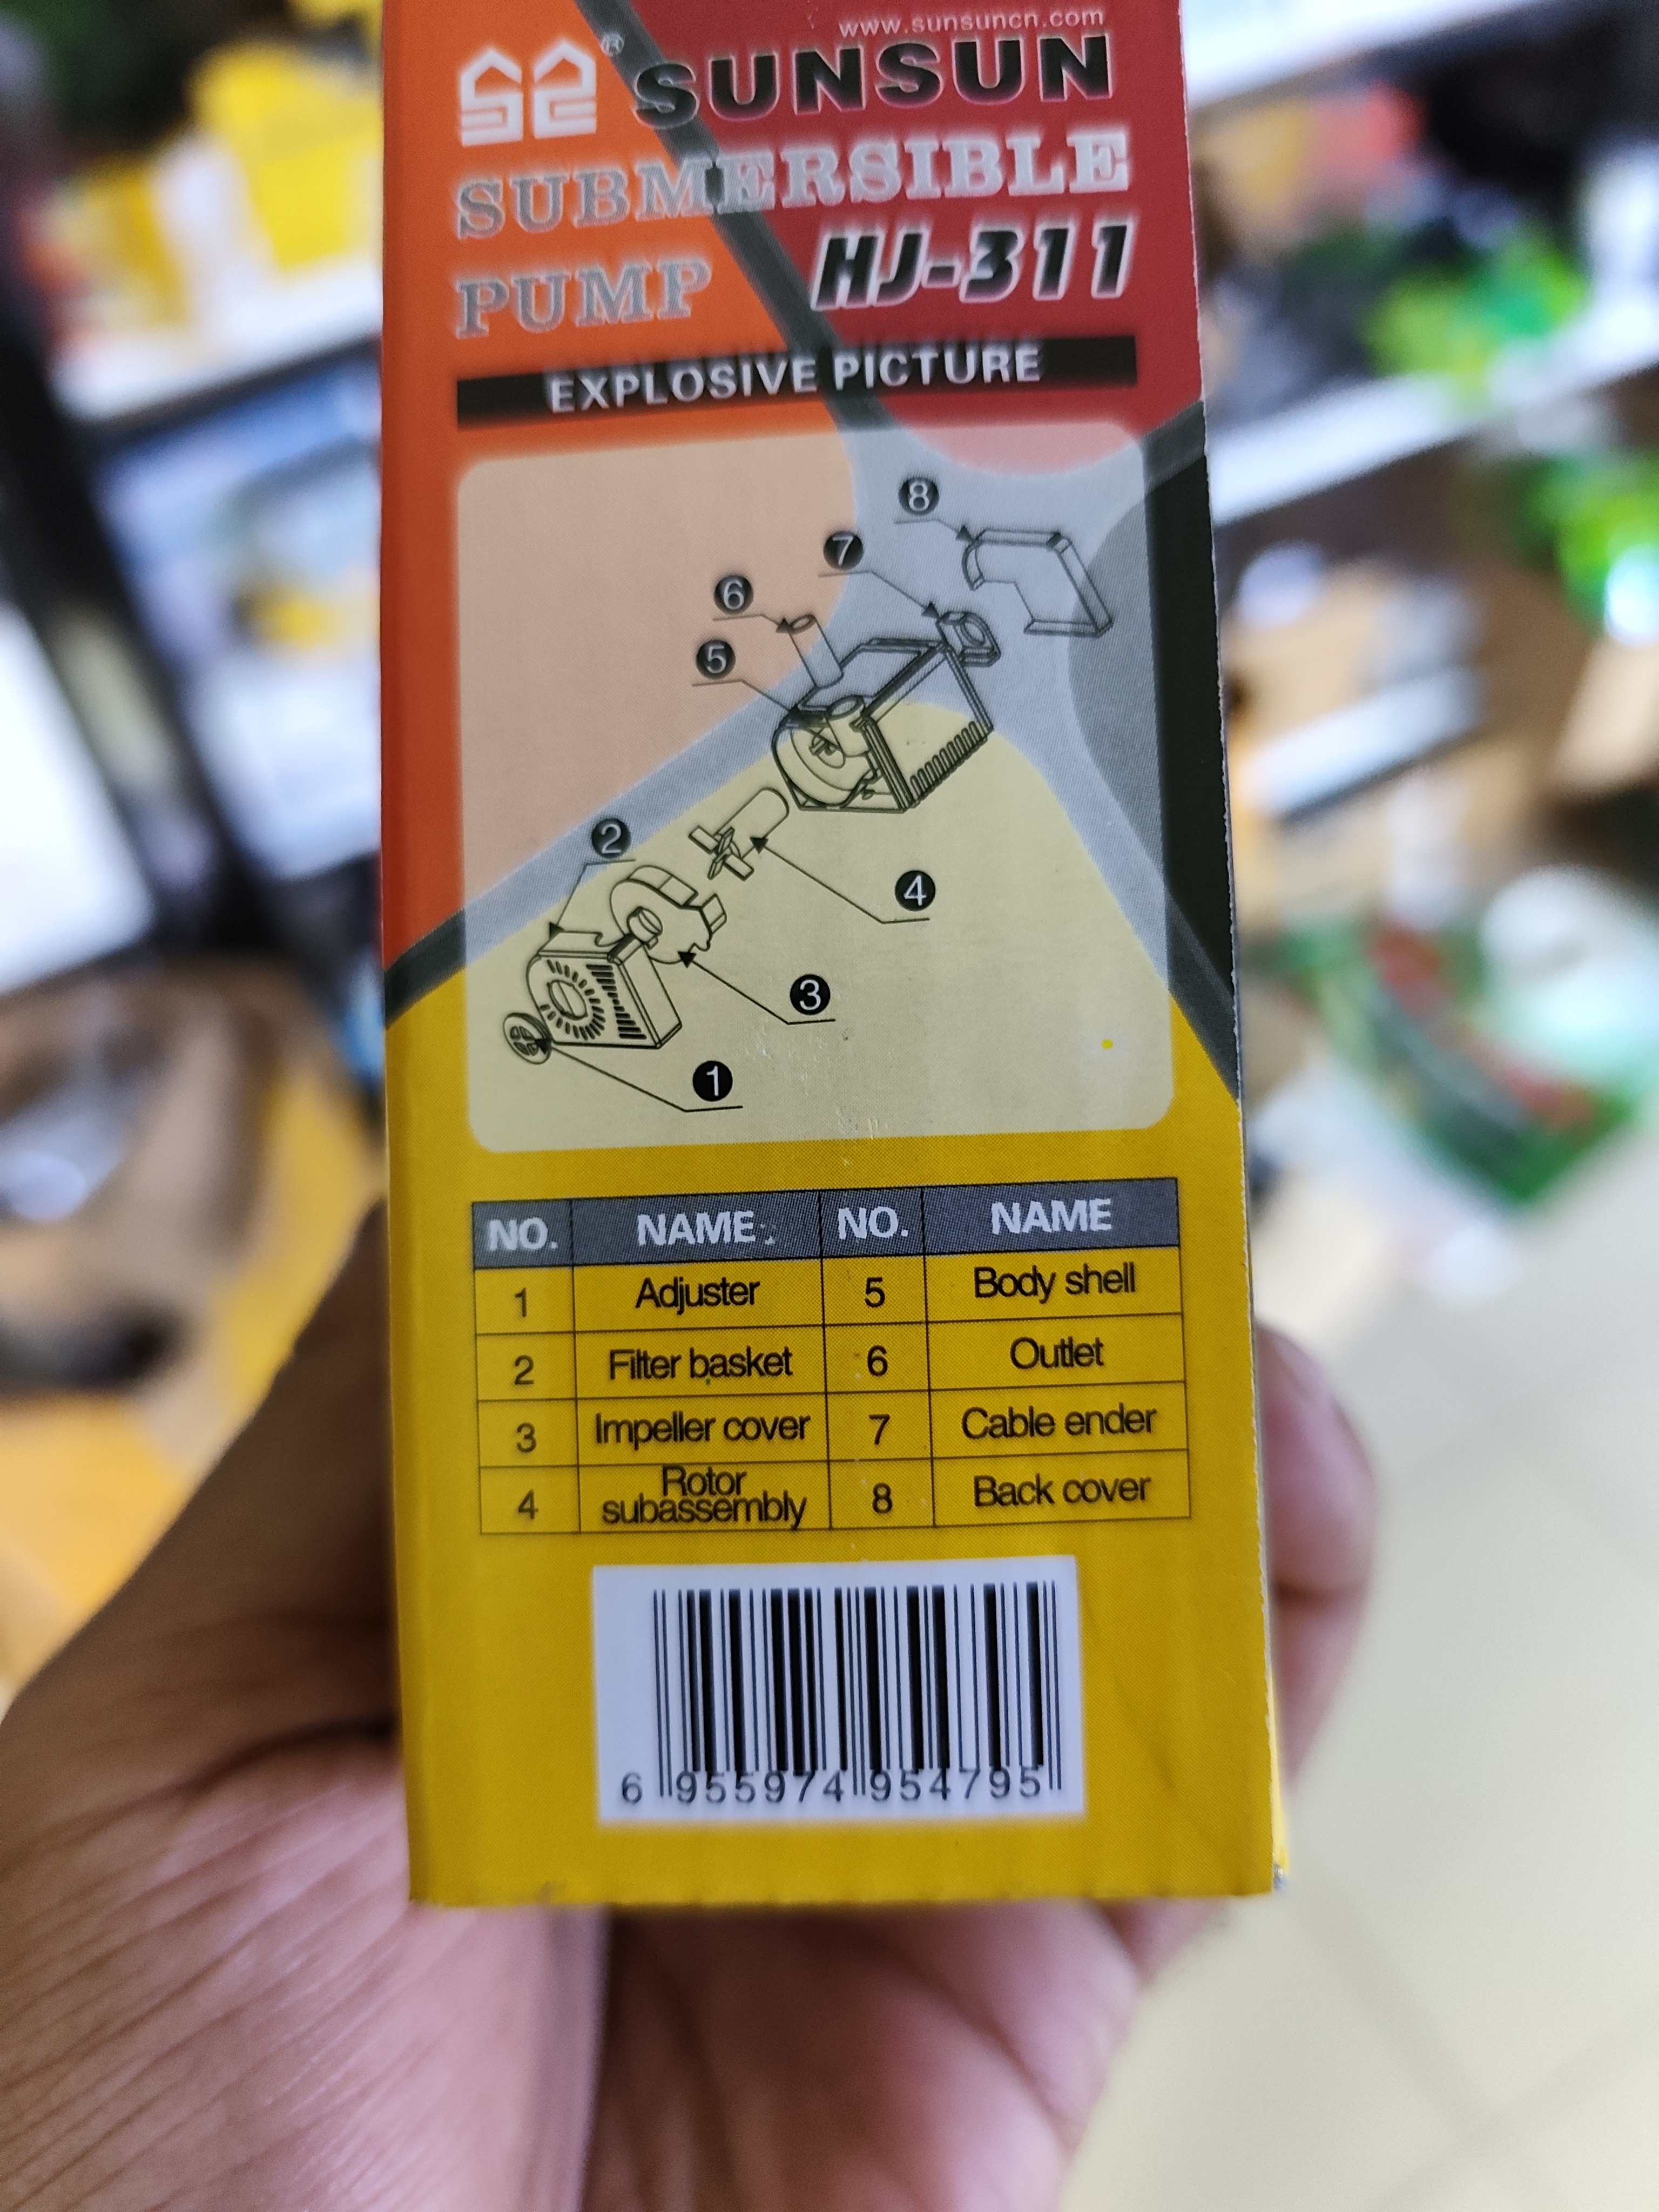 www.sunsuncn.com
® SUNSUN
SUBMERSIBLE
PUMP HJ-311
EXPLOSIVE PICTURE
8
7
6
5
2
4
3
1
NO. NAME NO. NAME
1 Adjuster 5 Body shell
2 Filter basket 6 Outlet
3 Impeller cover 7 Cable ender
4 Rotor subassembly 8 Back cover
6 955974 954795